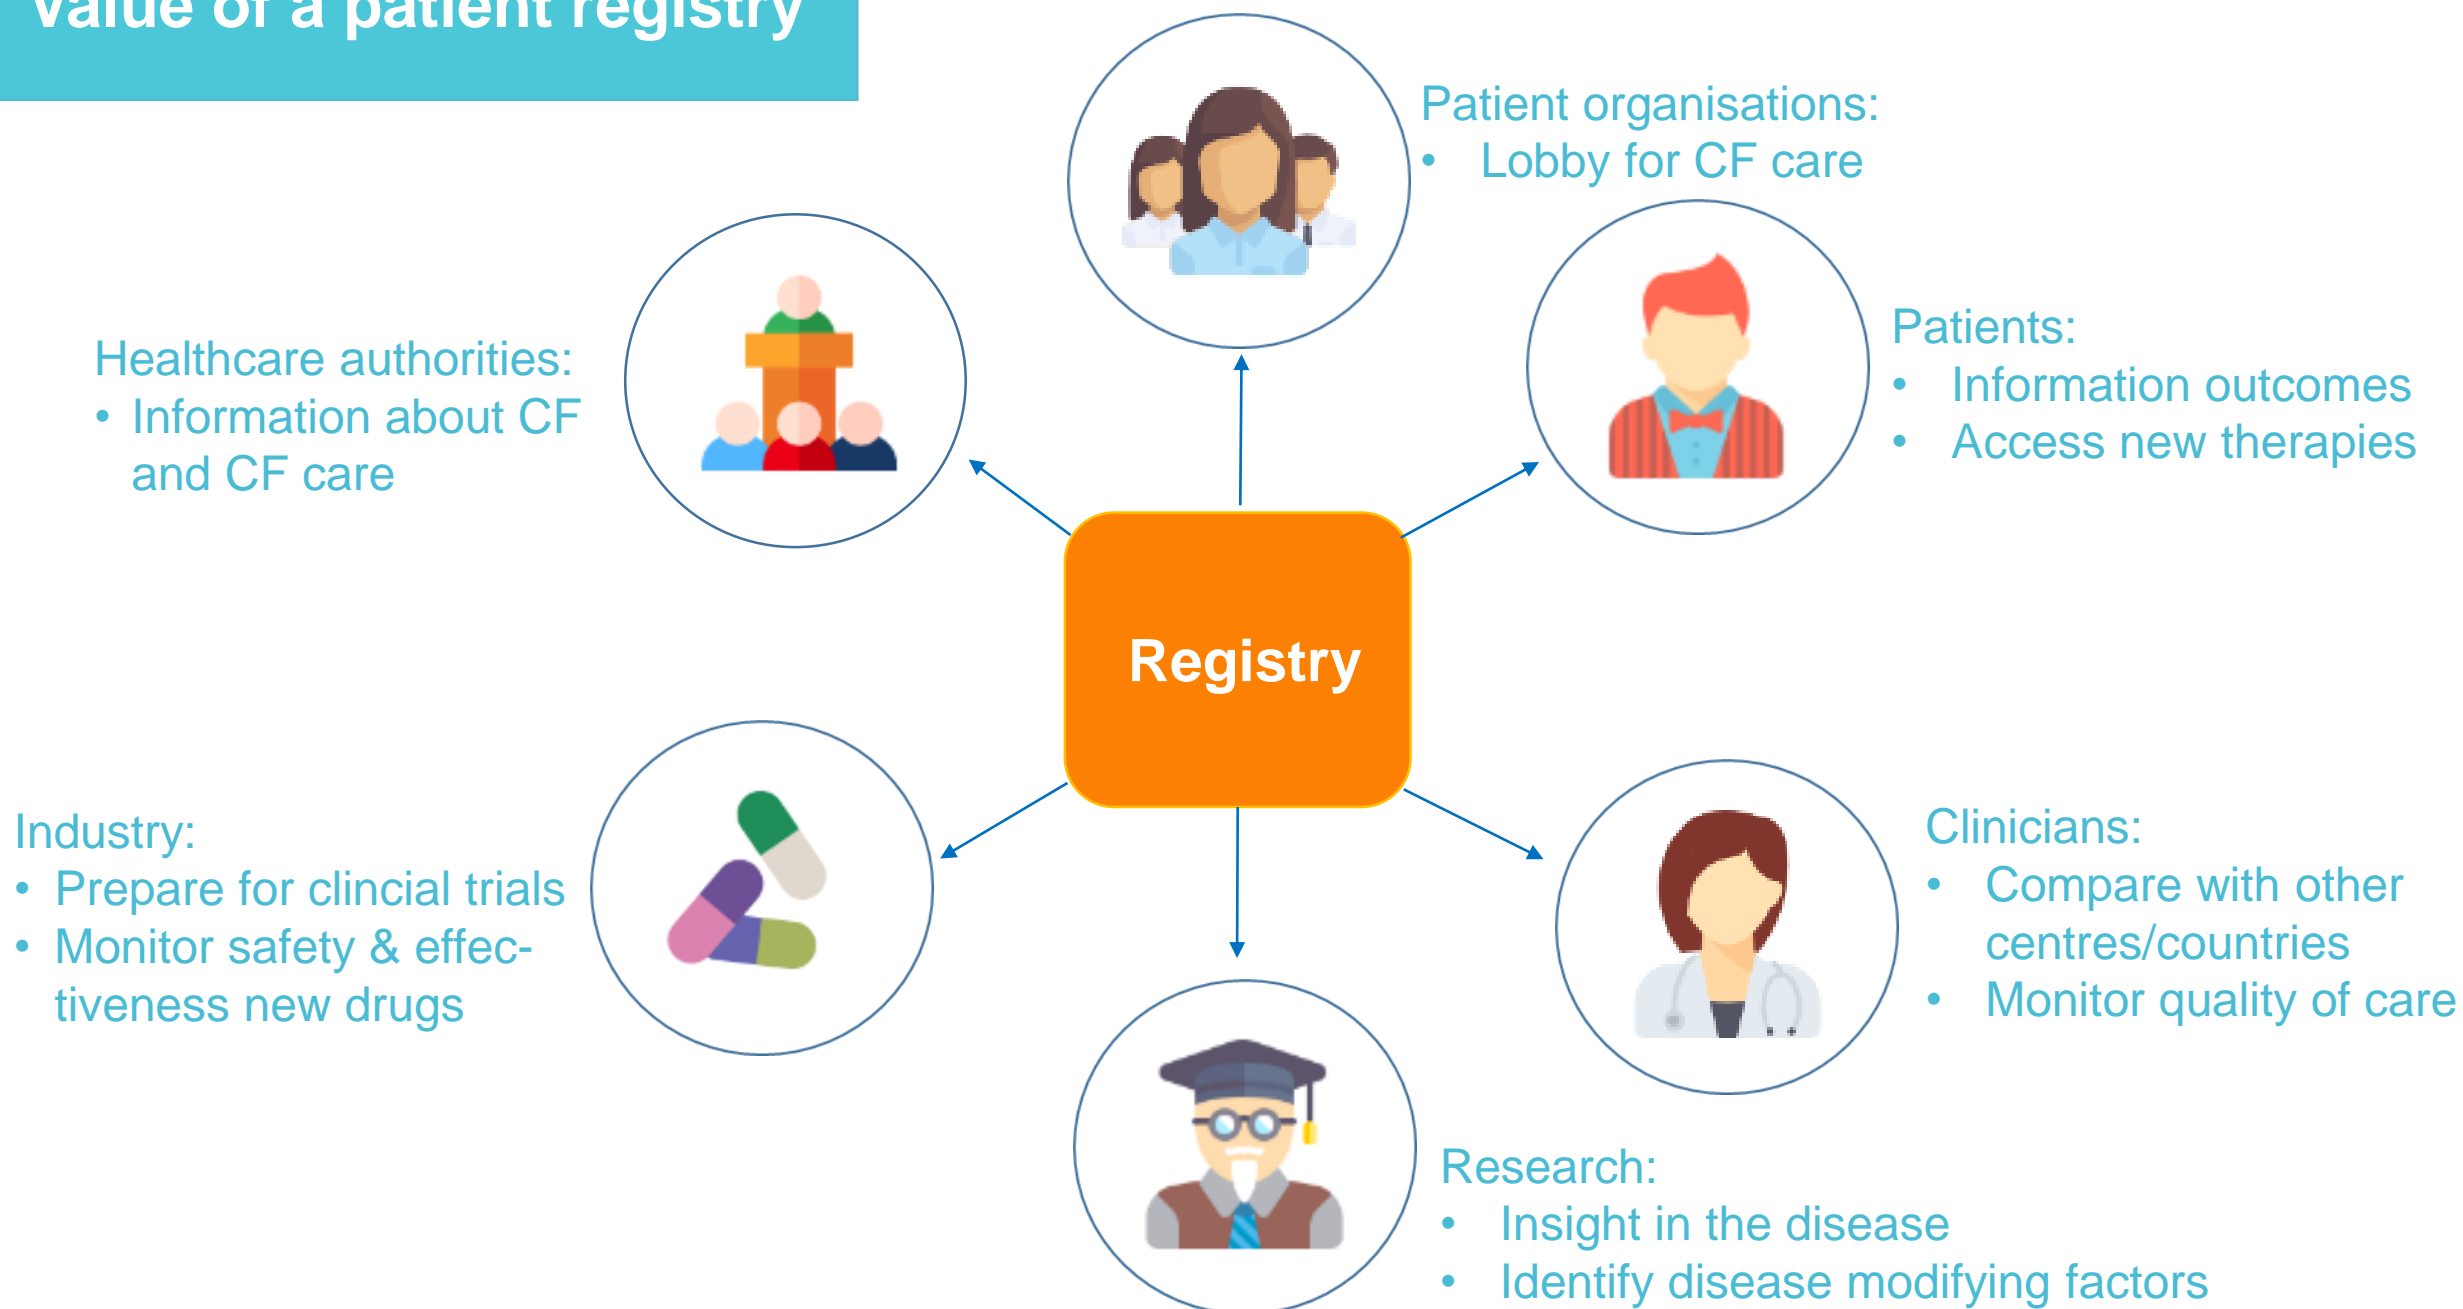 Value of a patient registry
Patient organisations:
• Lobby for CF care
Patients:
• Information outcomes
• Access new therapies
Healthcare authorities:
• Information about CF
and CF care
Registry
Industry:
• Prepare for clincial trials
• Monitor safety & effec-
tiveness new drugs
Clinicians:
• Compare with other
centres/countries
• Monitor quality of care
Research:
• Insight in the disease
• Identify disease modifying factors